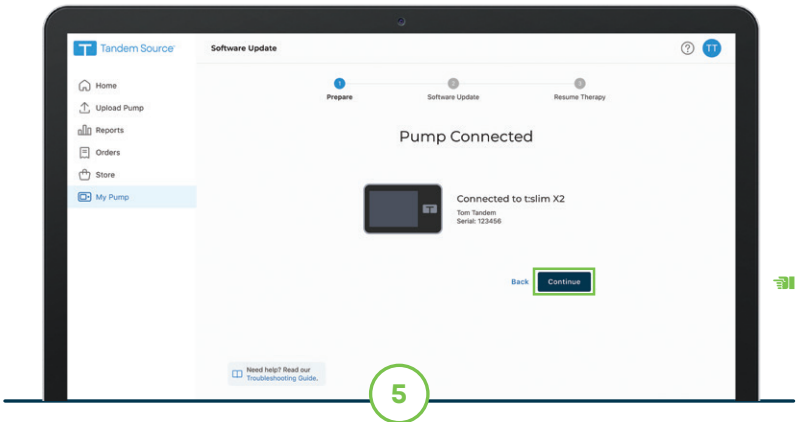 Tandem Source
Software Update
?
TT
Home
Upload Pump
Reports
Orders
Store
My Pump
1
2
3
Prepare
Software Update
Resume Therapy
Pump Connected
Connected to t:slim X2
Tom Tandem
Serial: 123456
Back
Continue
Need help? Read our
Troubleshooting Guide.
5